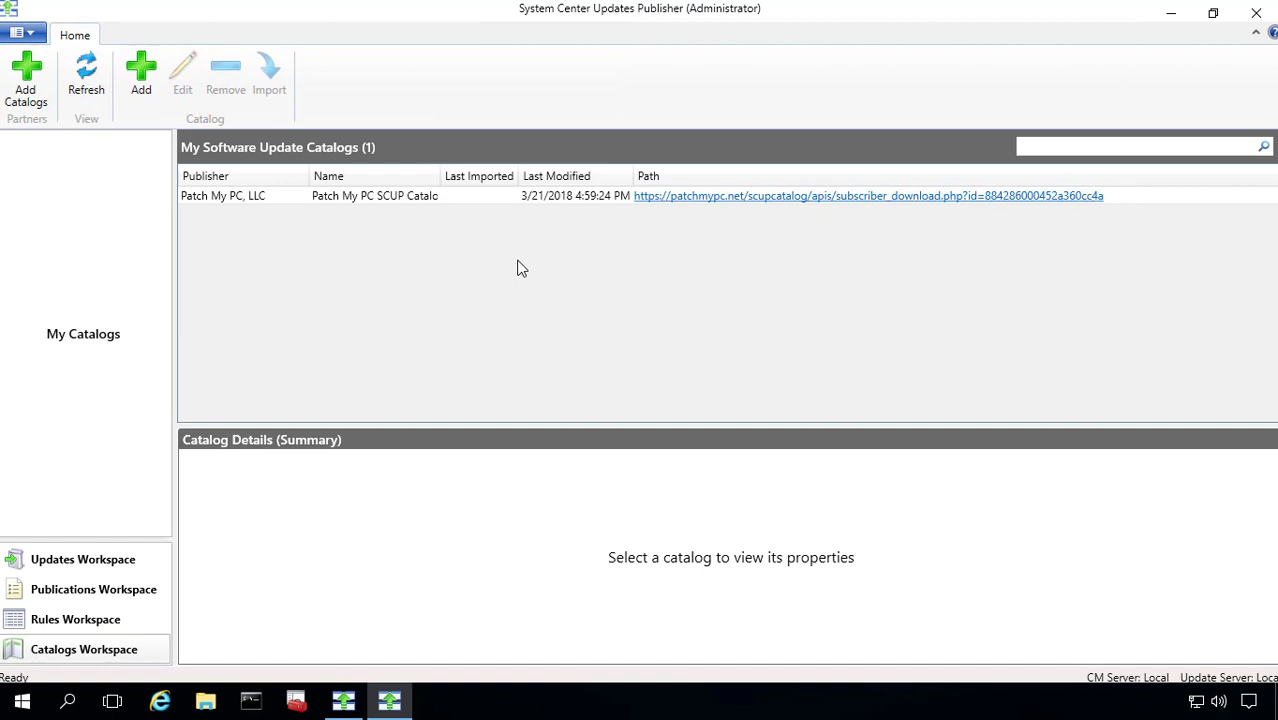 System Center Updates Publisher (Administrator)
Home
Add Catalogs
Refresh
Add
Edit
Remove
Import
Partners
View
Catalog
My Software Update Catalogs (1)
Publisher Name Last Imported Last Modified Path
Patch My PC, LLC Patch My PC SCUP Catalo 3/21/2018 4:59:24 PM https://patchmypc.net/scupcatalog/apis/subscriber_download.php?id=884286000452a360cc4a
My Catalogs
Catalog Details (Summary)
Select a catalog to view its properties
Updates Workspace
Publications Workspace
Rules Workspace
Catalogs Workspace
Ready
CM Server: Local Update Server: Loca